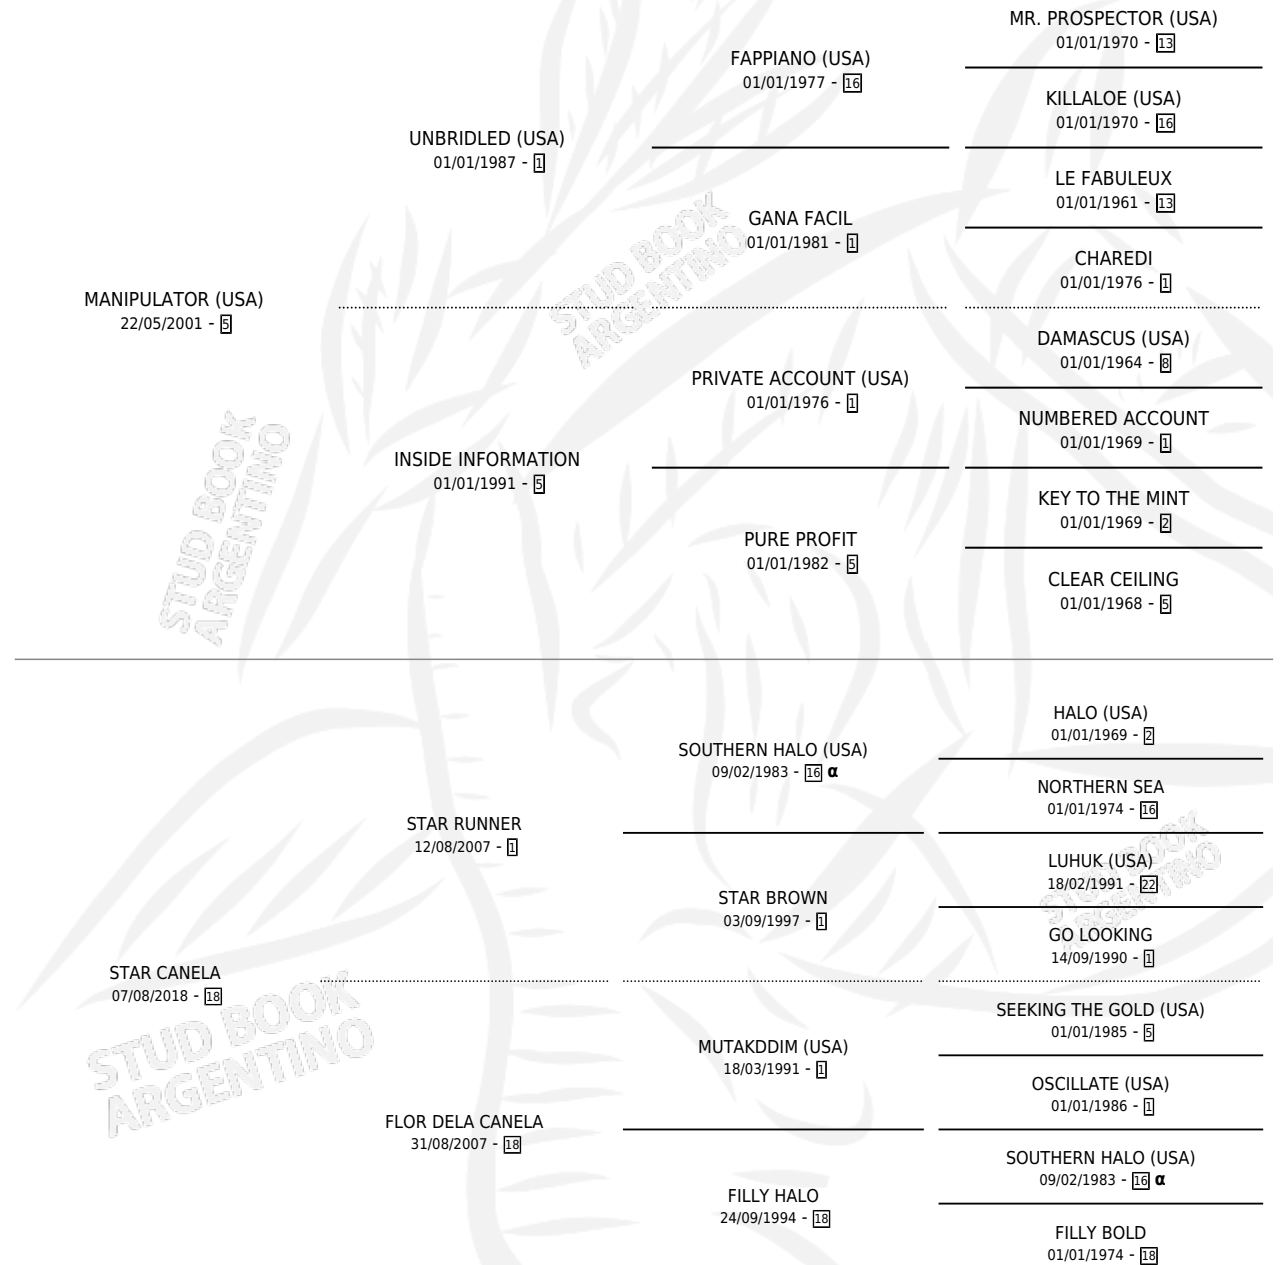 MR. PROSPECTOR (USA)
01/01/1970 - 13
FAPPIANO (USA)
01/01/1977 - 16
KILLALOE (USA)
01/01/1970 - 16
UNBRIDLED (USA)
01/01/1987 - 1
LE FABULEUX
01/01/1961 - 13
GANA FACIL
01/01/1981 - 1
CHAREDI
01/01/1976 - 1
MANIPULATOR (USA)
22/05/2001 - 5
DAMASCUS (USA)
01/01/1964 - 8
PRIVATE ACCOUNT (USA)
01/01/1976 - 1
NUMBERED ACCOUNT
01/01/1969 - 1
INSIDE INFORMATION
01/01/1991 - 5
KEY TO THE MINT
01/01/1969 - 2
PURE PROFIT
01/01/1982 - 5
CLEAR CEILING
01/01/1968 - 5
HALO (USA)
01/01/1969 - 2
SOUTHERN HALO (USA)
09/02/1983 - 16 α
NORTHERN SEA
01/01/1974 - 16
STAR RUNNER
12/08/2007 - 1
LUHUK (USA)
18/02/1991 - 22
STAR BROWN
03/09/1997 - 1
GO LOOKING
14/09/1990 - 1
STAR CANELA
07/08/2018 - 18
SEEKING THE GOLD (USA)
01/01/1985 - 5
MUTAKDDIM (USA)
18/03/1991 - 1
OSCILLATE (USA)
01/01/1986 - 1
FLOR DELA CANELA
31/08/2007 - 18
SOUTHERN HALO (USA)
09/02/1983 - 16 α
FILLY HALO
24/09/1994 - 18
FILLY BOLD
01/01/1974 - 18
STUD BOOK
ARGENTINO
STUD BOOK
ARGENTINO
STUD BOOK
ARGENTINO
STUD BOOK
ARGENTINO